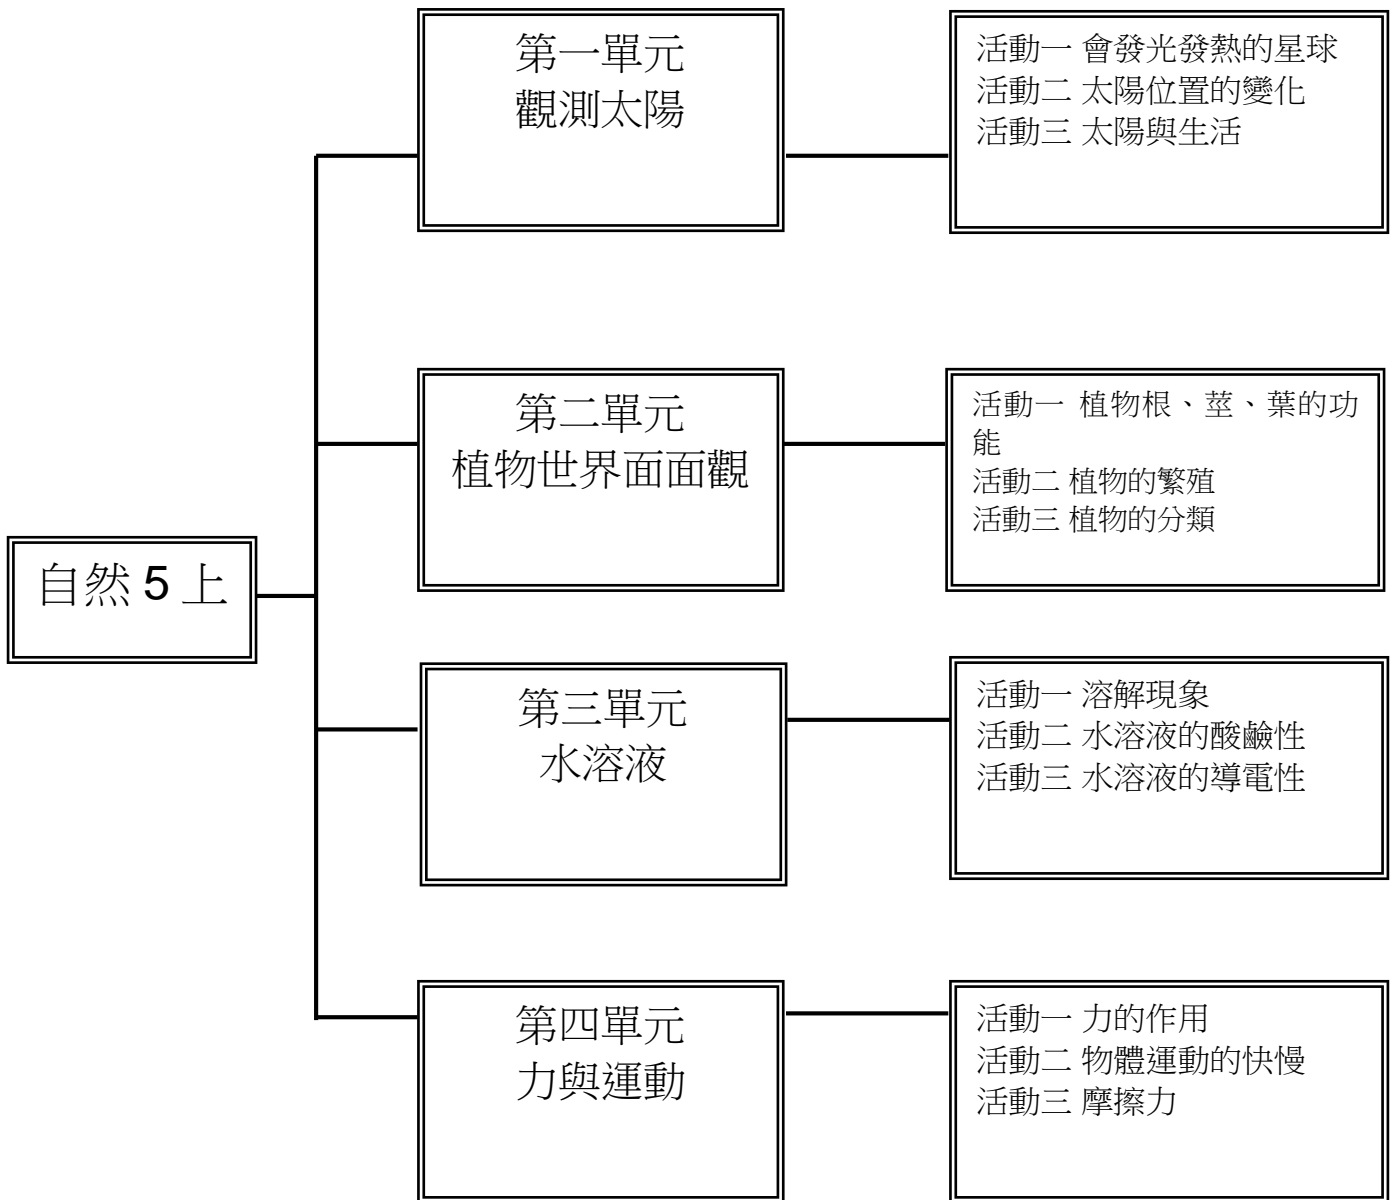 第一單元
觀測太陽
活動一 會發光發熱的星球
活動二 太陽位置的變化
活動三 太陽與生活
第二單元
植物世界面面觀
活動一 植物根、莖、葉的功
能
活動二 植物的繁殖
活動三 植物的分類
自然 5 上
第三單元
水溶液
活動一 溶解現象
活動二 水溶液的酸鹼性
活動三 水溶液的導電性
第四單元
力與運動
活動一 力的作用
活動二 物體運動的快慢
活動三 摩擦力